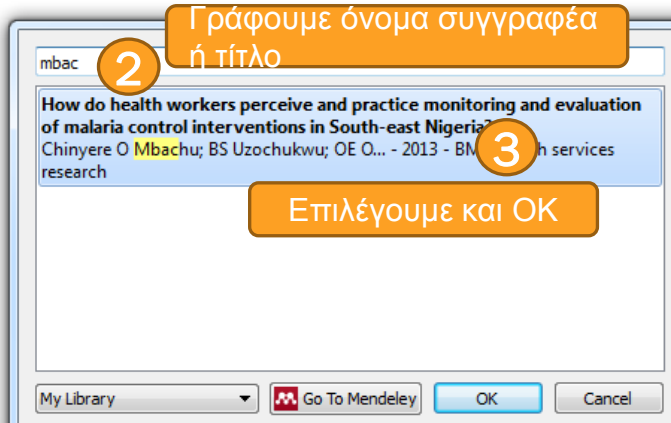 Γράφουμε όνομα συγγραφέα
ή τίτλο
mbac
2
How do health workers perceive and practice monitoring and evaluation
of malaria control interventions in South-east Nigeria?
Chinyere O Mbachu; BS Uzochukwu; OE O... - 2013 - services
research
3
Επιλέγουμε και OK
My Library
Go To Mendeley
OK
Cancel